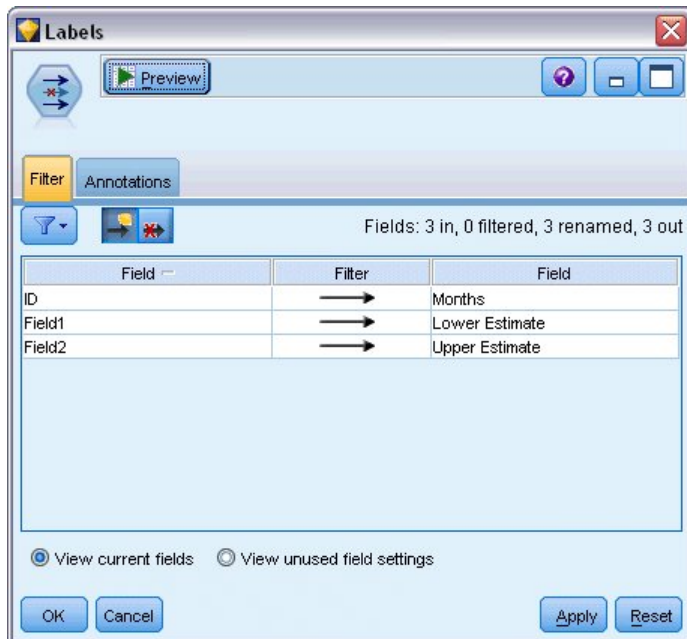 Labels
Preview
?
Filter Annotations
Fields: 3 in, 0 filtered, 3 renamed, 3 out
Field Filter Field
ID Months
Field1 Lower Estimate
Field2 Upper Estimate
View current fields View unused field settings
OK Cancel Apply Reset